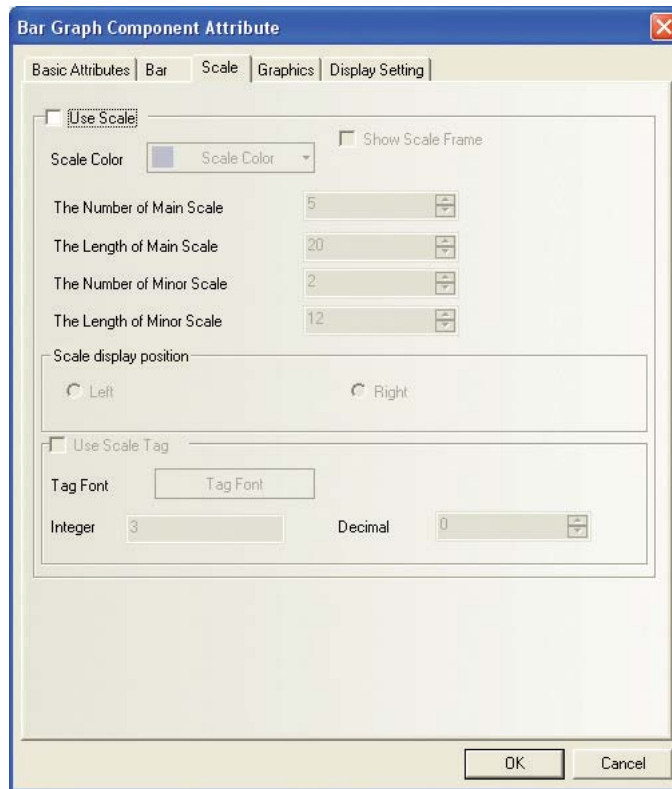 Bar Graph Component Attribute
Basic Attributes Bar Scale Graphics Display Setting
Use Scale
Show Scale Frame
Scale Color Scale Color
The Number of Main Scale 5
The Length of Main Scale 20
The Number of Minor Scale 2
The Length of Minor Scale 12
Scale display position
Left Right
Use Scale Tag
Tag Font Tag Font
Integer 3 Decimal 0
OK Cancel